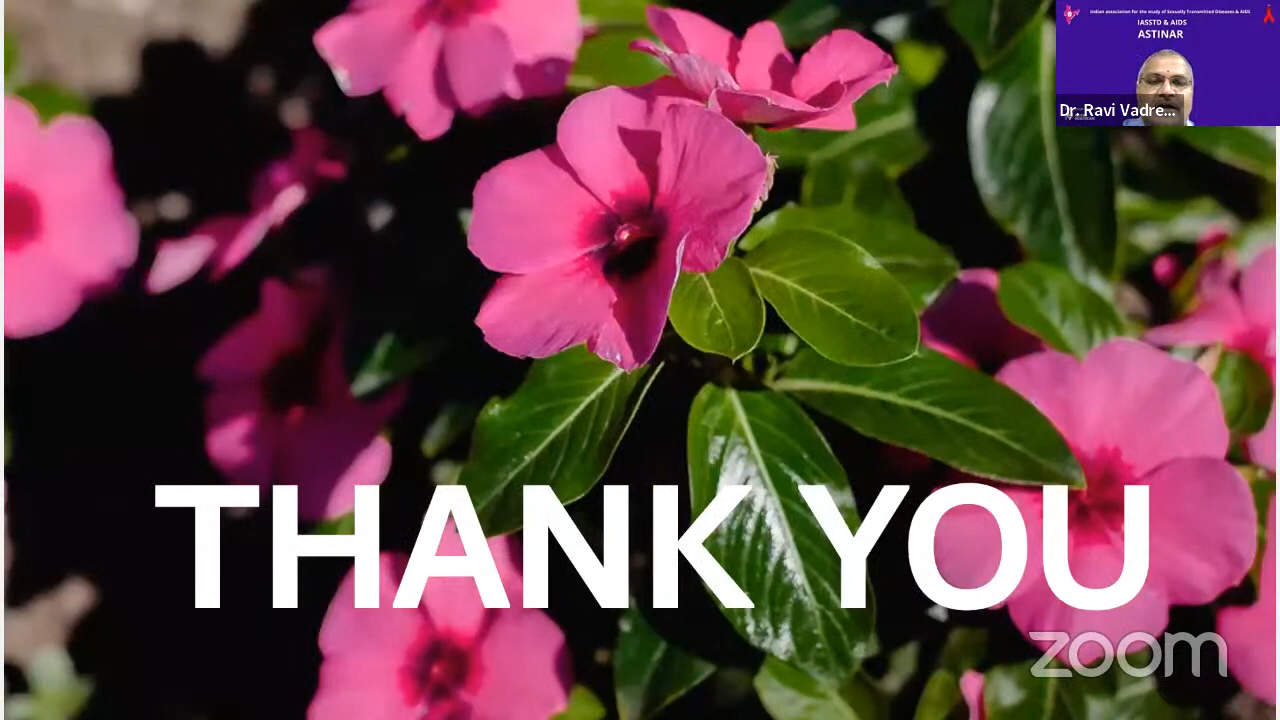 Indian association for the study of Sexually Transmitted Diseases & AIDS
IASSTD & AIDS
ASTINAR
Dr. Ravi Vadre...
THANK YOU
zoom